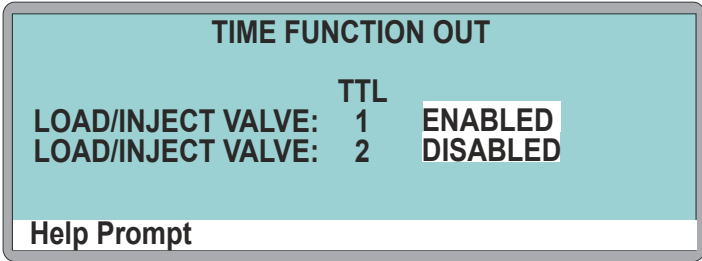 TIME FUNCTION OUT
TTL
LOAD/INJECT VALVE: 1 ENABLED
LOAD/INJECT VALVE: 2 DISABLED
Help Prompt